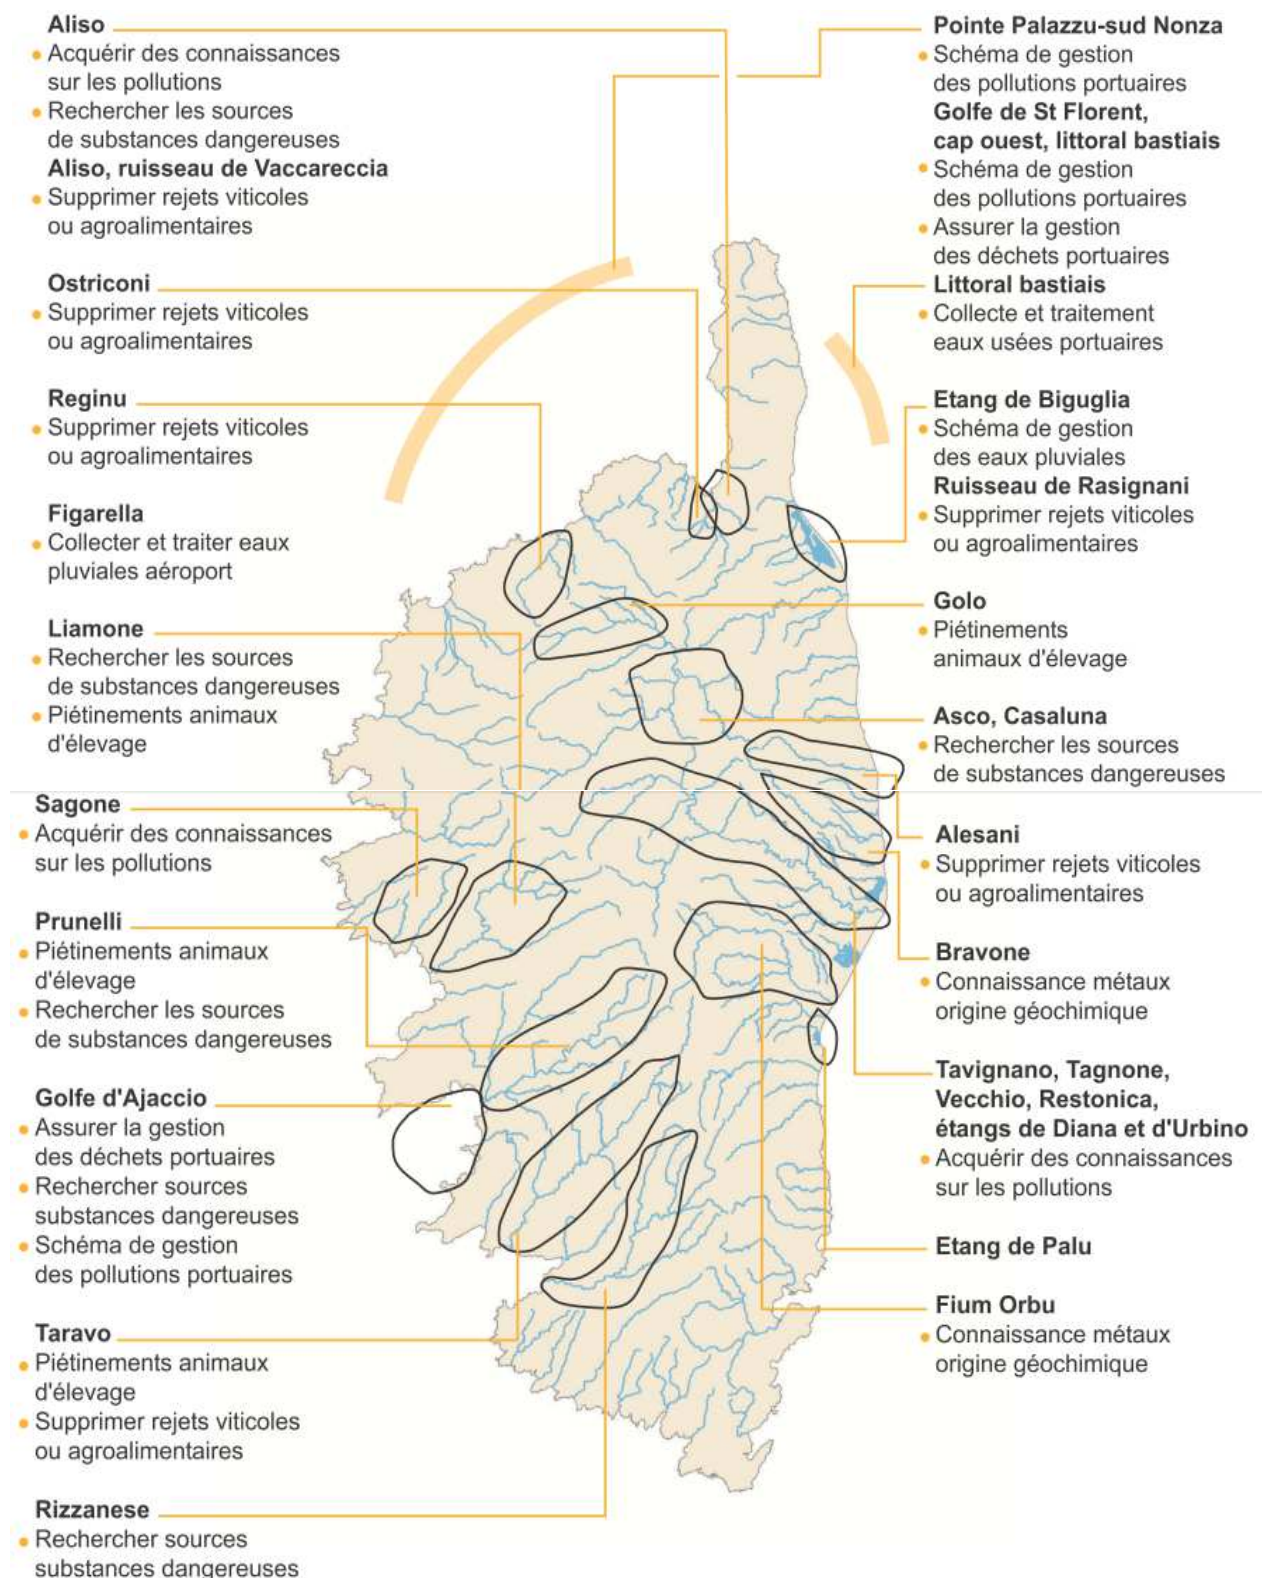 Aliso
• Acquérir des connaissances
sur les pollutions
• Rechercher les sources
de substances dangereuses
Aliso, ruisseau de Vaccareccia
• Supprimer rejets viticoles
ou agroalimentaires
Ostriconi
• Supprimer rejets viticoles
ou agroalimentaires
Reginu
• Supprimer rejets viticoles
ou agroalimentaires
Figarella
• Collecter et traiter eaux
pluviales aéroport
Liamone
• Rechercher les sources
de substances dangereuses
• Piétinements animaux
d'élevage
Sagone
• Acquérir des connaissances
sur les pollutions
Prunelli
• Piétinements animaux
d'élevage
• Rechercher les sources
de substances dangereuses
Golfe d'Ajaccio
• Assurer la gestion
des déchets portuaires
• Rechercher sources
substances dangereuses
• Schéma de gestion
des pollutions portuaires
Taravo
• Piétinements animaux
d'élevage
• Supprimer rejets viticoles
ou agroalimentaires
Rizzanese
• Rechercher sources
substances dangereuses
Pointe Palazzu-sud Nonza
• Schéma de gestion
des pollutions portuaires
Golfe de St Florent,
cap ouest, littoral bastiais
• Schéma de gestion
des pollutions portuaires
• Assurer la gestion
des déchets portuaires
Littoral bastiais
• Collecte et traitement
eaux usées portuaires
Etang de Biguglia
• Schéma de gestion
des eaux pluviales
Ruisseau de Rasignani
• Supprimer rejets viticoles
ou agroalimentaires
Golo
• Piétinements
animaux d'élevage
Asco, Casaluna
• Rechercher les sources
de substances dangereuses
Alesani
• Supprimer rejets viticoles
ou agroalimentaires
Bravone
• Connaissance métaux
origine géochimique
Tavignano, Tagnone,
Vecchio, Restonica,
étangs de Diana et d'Urbino
• Acquérir des connaissances
sur les pollutions
Etang de Palu
Fium Orbu
• Connaissance métaux
origine géochimique